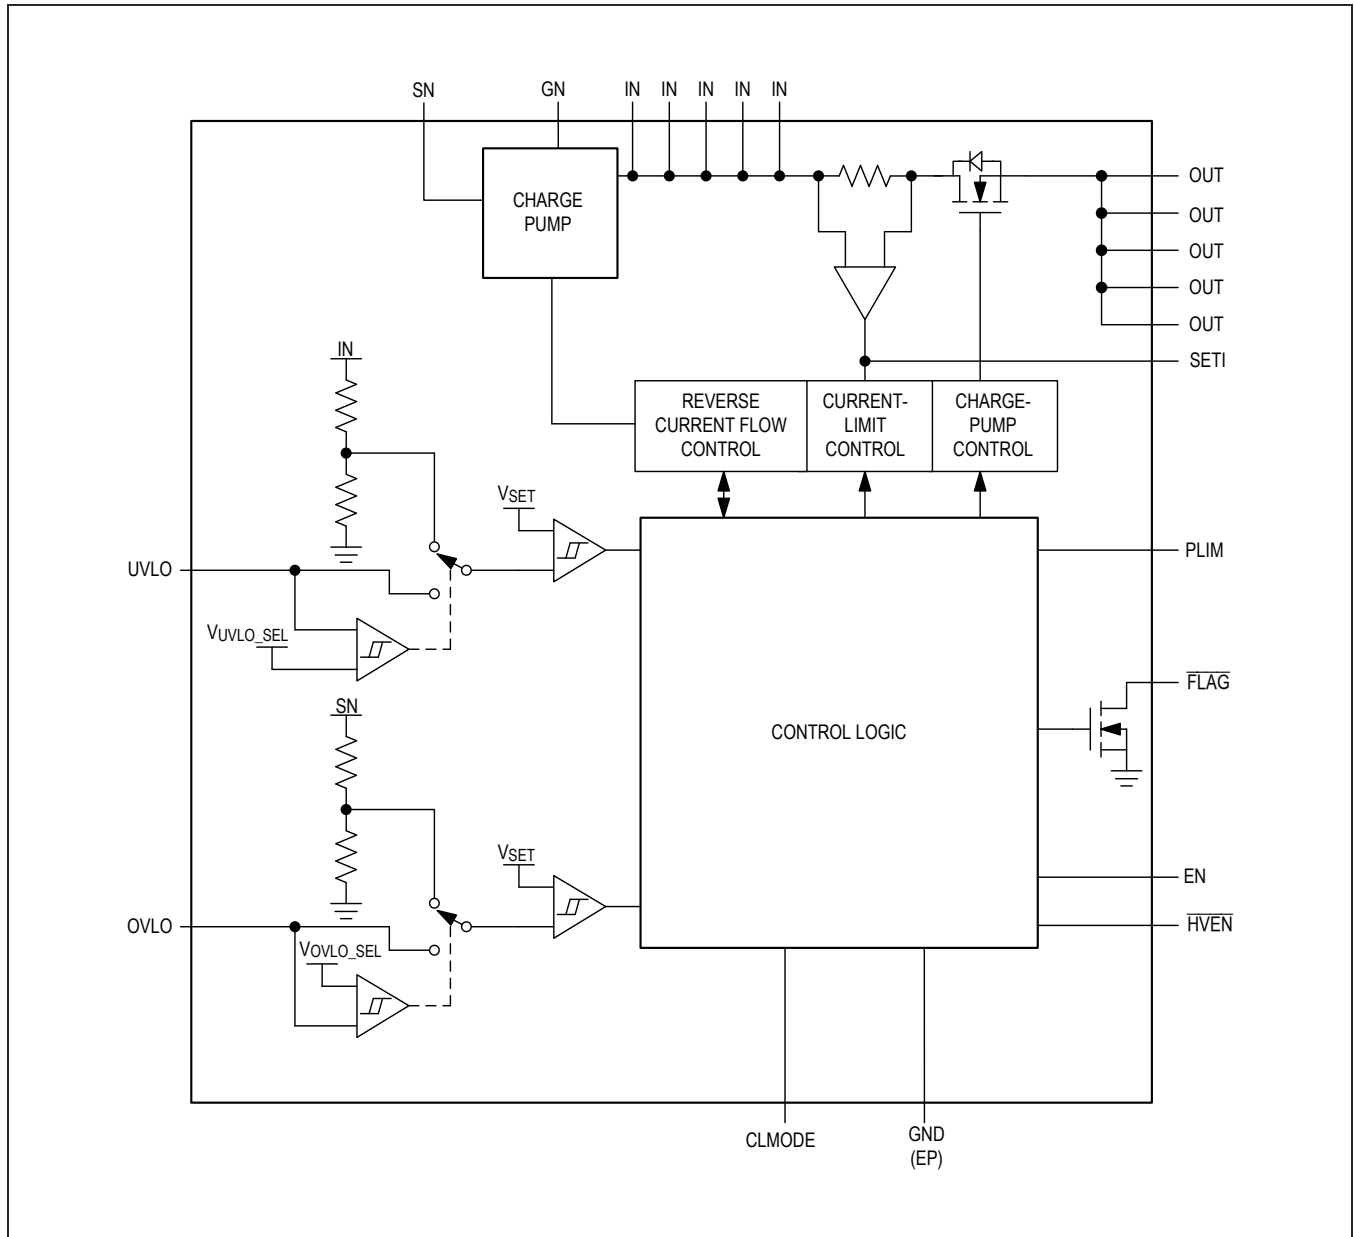 SN
GN
IN
IN
IN
IN
IN
CHARGE
PUMP
OUT
OUT
OUT
OUT
OUT
SETI
IN
REVERSE
CURRENT FLOW
CONTROL
CURRENT-
LIMIT
CONTROL
CHARGE-
PUMP
CONTROL
VSET
UVLO
PLIM
VUVLO_SEL
FLAG
SN
CONTROL LOGIC
VSET
EN
OVLO
HVEN
VOVLO_SEL
CLMODE
GND
(EP)